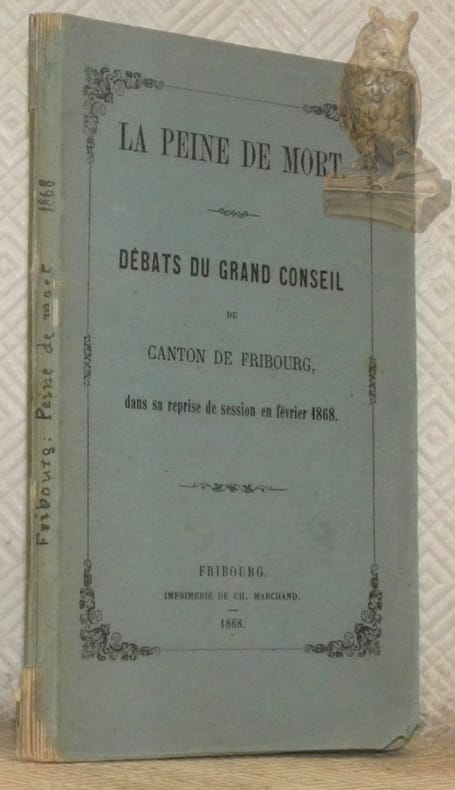 LA PEINE DE MORT.
DÉBATS DU GRAND CONSEIL
DU
CANTON DE FRIBOURG,
dans sa reprise de session en février 1868.
FRIBOURG.
IMPRIMERIE DE CH. MARCHAND.
1868.
Fribourg: Peine de mort 1868